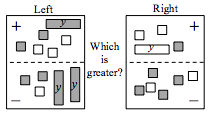 Left Right
+ y + 
Which
is
greater?
y
y y
– –